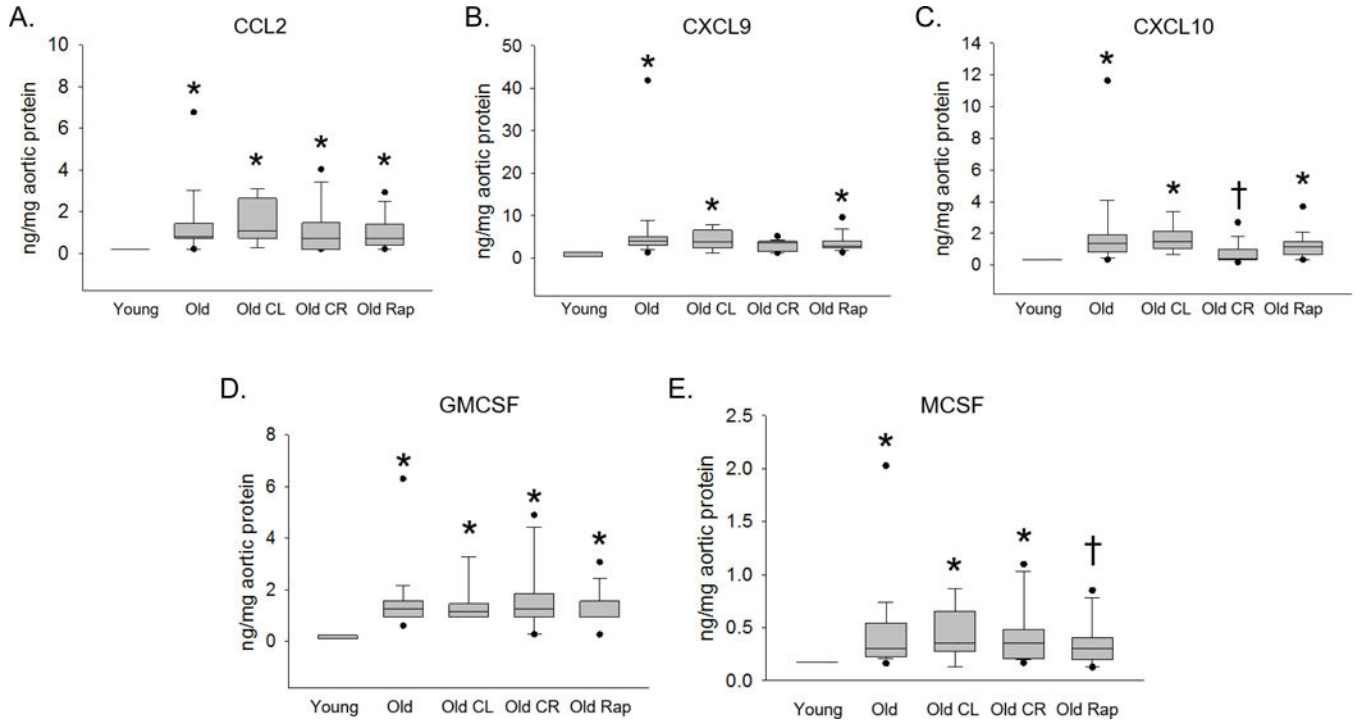 A.
CCL2
ng/mg aortic protein
10
8
6
4
2
0
*
*
*
*
Young Old Old CL Old CR Old Rap
B.
CXCL9
ng/mg aortic protein
50
40
30
20
10
0
*
*
*
Young Old Old CL Old CR Old Rap
C.
CXCL10
ng/mg aortic protein
14
12
10
8
6
4
2
0
*
*
†
*
Young Old Old CL Old CR Old Rap
D.
GMCSF
ng/mg aortic protein
8
6
4
2
0
*
*
*
*
Young Old Old CL Old CR Old Rap
E.
MCSF
ng/mg aortic protein
2.5
2.0
1.5
1.0
0.5
0.0
*
*
*
†
Young Old Old CL Old CR Old Rap